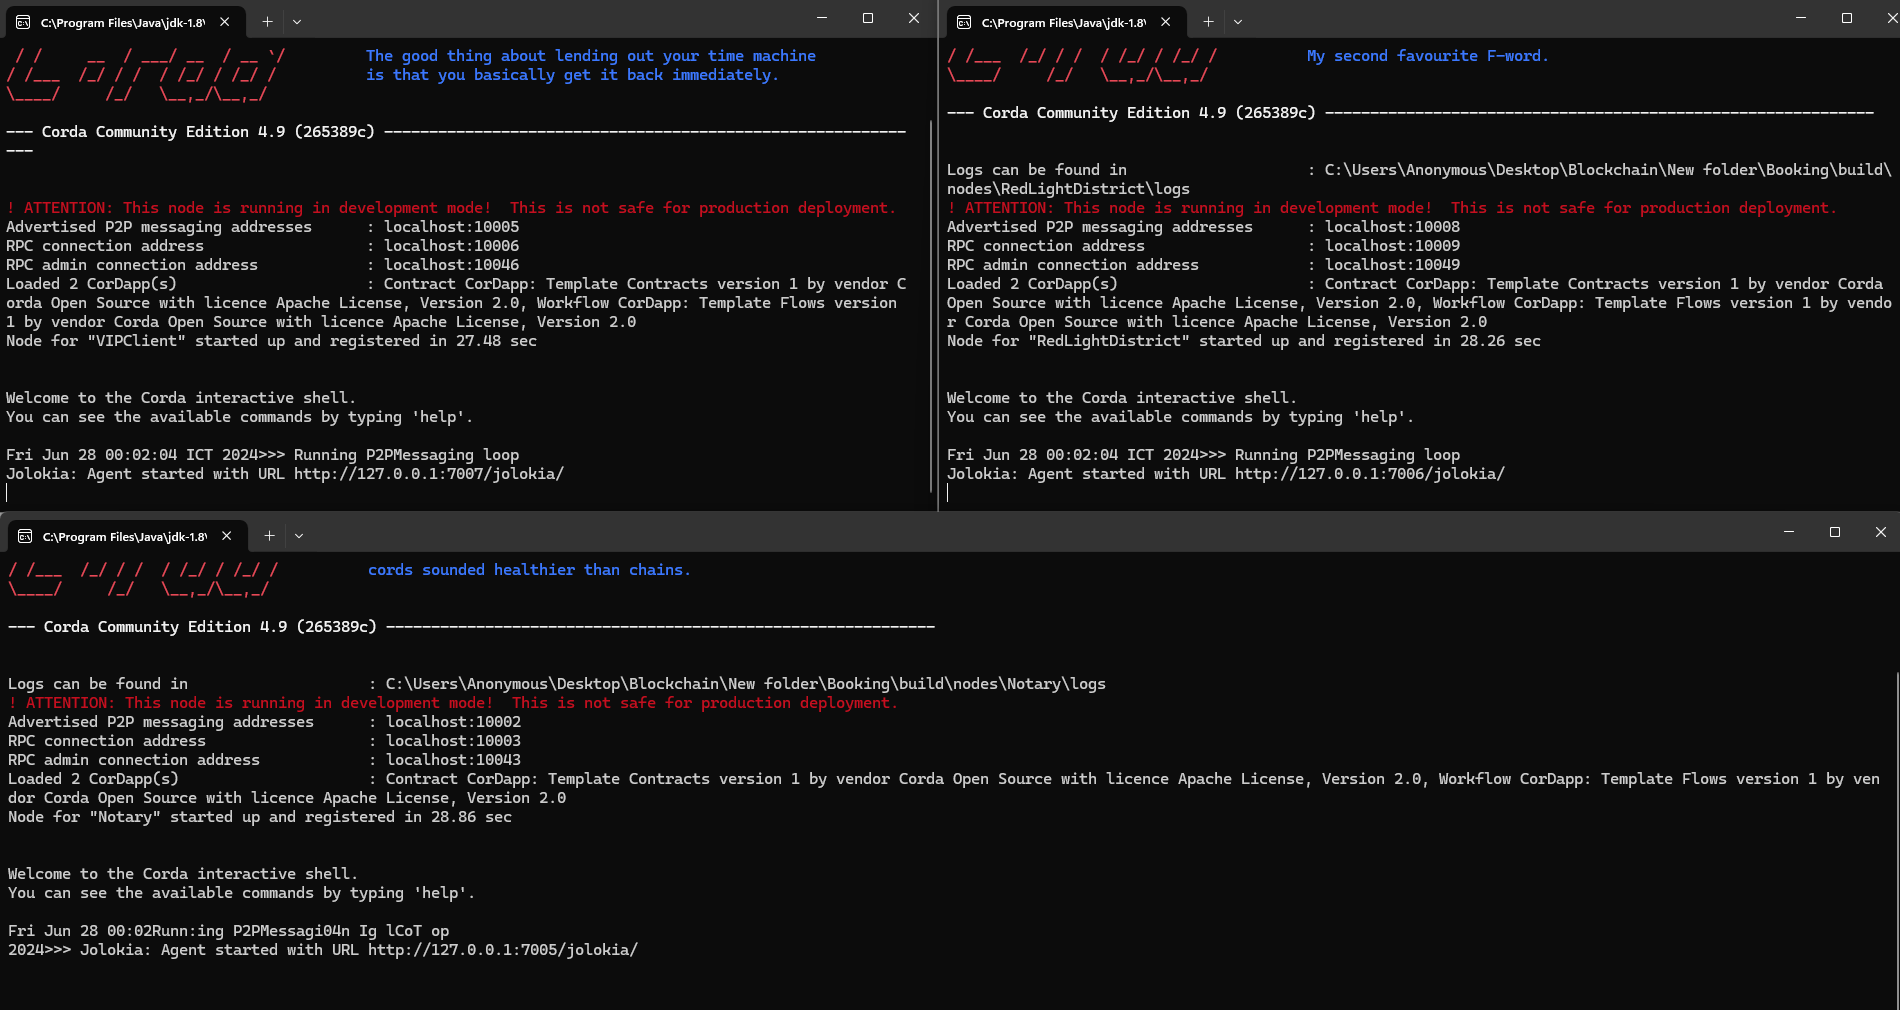 C:\Program Files\Java\jdk-1.8\
The good thing about lending out your time machine
is that you basically get it back immediately.
--- Corda Community Edition 4.9 (265389c) ----------------------------------------------------------
---
! ATTENTION: This node is running in development mode!  This is not safe for production deployment.
Advertised P2P messaging addresses      : localhost:10005
RPC connection address                  : localhost:10006
RPC admin connection address            : localhost:10046
Loaded 2 CorDapp(s)                     : Contract CorDapp: Template Contracts version 1 by vendor C
orda Open Source with licence Apache License, Version 2.0, Workflow CorDapp: Template Flows version
1 by vendor Corda Open Source with licence Apache License, Version 2.0
Node for "VIPClient" started up and registered in 27.48 sec
Welcome to the Corda interactive shell.
You can see the available commands by typing 'help'.
Fri Jun 28 00:02:04 ICT 2024>>> Running P2PMessaging loop
Jolokia: Agent started with URL http://127.0.0.1:7007/jolokia/
C:\Program Files\Java\jdk-1.8\
My second favourite F-word.
--- Corda Community Edition 4.9 (265389c) -------------------------------------------------------------
Logs can be found in                    : C:\Users\Anonymous\Desktop\Blockchain\New folder\Booking\build\
nodes\RedLightDistrict\logs
! ATTENTION: This node is running in development mode!  This is not safe for production deployment.
Advertised P2P messaging addresses      : localhost:10008
RPC connection address                  : localhost:10009
RPC admin connection address            : localhost:10049
Loaded 2 CorDapp(s)                     : Contract CorDapp: Template Contracts version 1 by vendor Corda
Open Source with licence Apache License, Version 2.0, Workflow CorDapp: Template Flows version 1 by vendo
r Corda Open Source with licence Apache License, Version 2.0
Node for "RedLightDistrict" started up and registered in 28.26 sec
Welcome to the Corda interactive shell.
You can see the available commands by typing 'help'.
Fri Jun 28 00:02:04 ICT 2024>>> Running P2PMessaging loop
Jolokia: Agent started with URL http://127.0.0.1:7006/jolokia/
C:\Program Files\Java\jdk-1.8\
cords sounded healthier than chains.
--- Corda Community Edition 4.9 (265389c) -------------------------------------------------------------
Logs can be found in                    : C:\Users\Anonymous\Desktop\Blockchain\New folder\Booking\build\nodes\Notary\logs
! ATTENTION: This node is running in development mode!  This is not safe for production deployment.
Advertised P2P messaging addresses      : localhost:10002
RPC connection address                  : localhost:10003
RPC admin connection address            : localhost:10043
Loaded 2 CorDapp(s)                     : Contract CorDapp: Template Contracts version 1 by vendor Corda Open Source with licence Apache License, Version 2.0, Workflow CorDapp: Template Flows version 1 by ven
dor Corda Open Source with licence Apache License, Version 2.0
Node for "Notary" started up and registered in 28.86 sec
Welcome to the Corda interactive shell.
You can see the available commands by typing 'help'.
Fri Jun 28 00:02Runn:ing P2PMessagi04n Ig lCoT op
2024>>> Jolokia: Agent started with URL http://127.0.0.1:7005/jolokia/